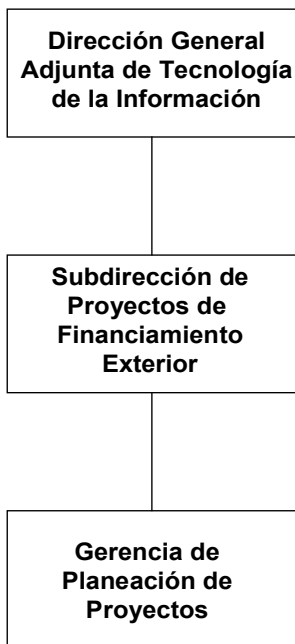 Dirección General
Adjunta de Tecnología
de la Información
Subdirección de
Proyectos de
Financiamiento
Exterior
Gerencia de
Planeación de
Proyectos